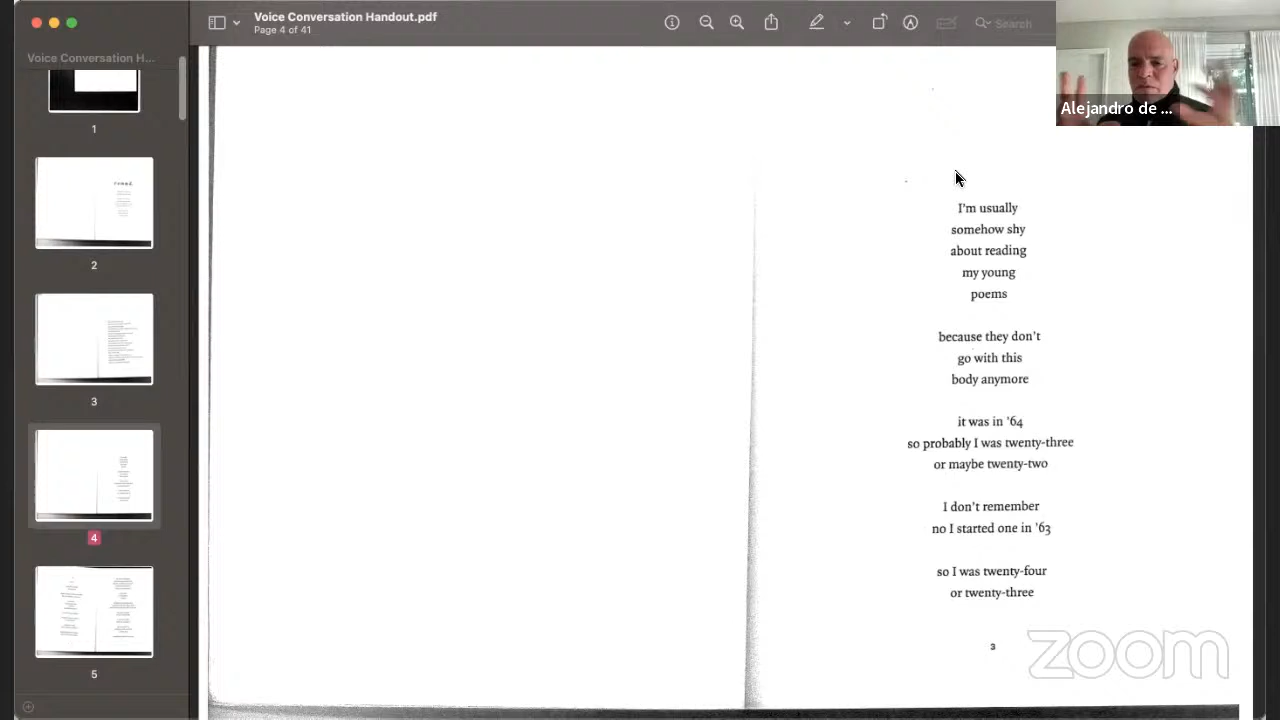 Voice Conversation Handout.pdf
Page 4 of 41
Search
Voice Conversation H...
1
2
3
4
5
Alejandro de ...
I'm usually
somehow shy
about reading
my young
poems
because they don't
go with this
body anymore
it was in '64
so probably I was twenty-three
or maybe twenty-two
I don't remember
no I started one in '63
so I was twenty-four
or twenty-three
3
zoom